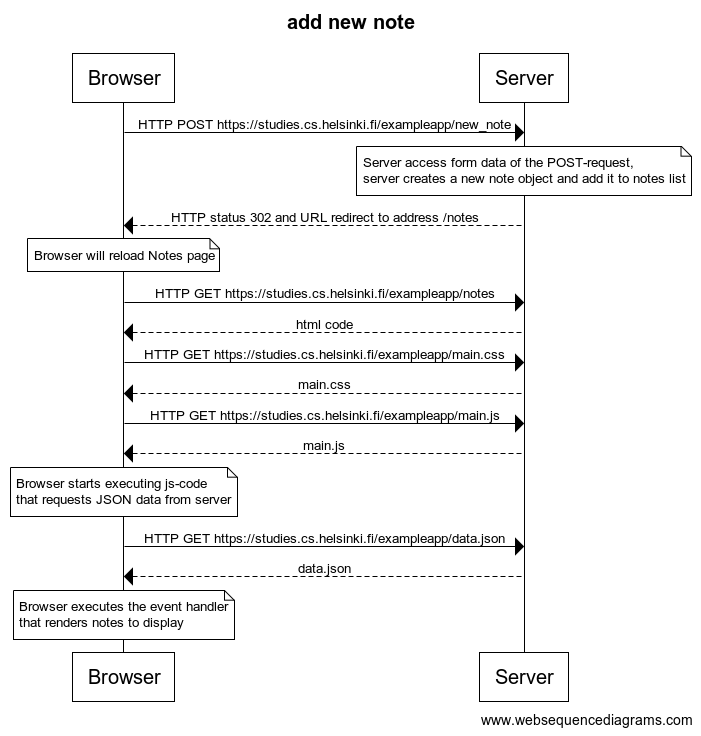 add new note
Browser
Server
HTTP POST https://studies.cs.helsinki.fi/exampleapp/new_note
Server access form data of the POST-request,
server creates a new note object and add it to notes list
HTTP status 302 and URL redirect to address /notes
Browser will reload Notes page
HTTP GET https://studies.cs.helsinki.fi/exampleapp/notes
html code
HTTP GET https://studies.cs.helsinki.fi/exampleapp/main.css
main.css
HTTP GET https://studies.cs.helsinki.fi/exampleapp/main.js
main.js
Browser starts executing js-code
that requests JSON data from server
HTTP GET https://studies.cs.helsinki.fi/exampleapp/data.json
data.json
Browser executes the event handler
that renders notes to display
Browser
Server
www.websequencediagrams.com